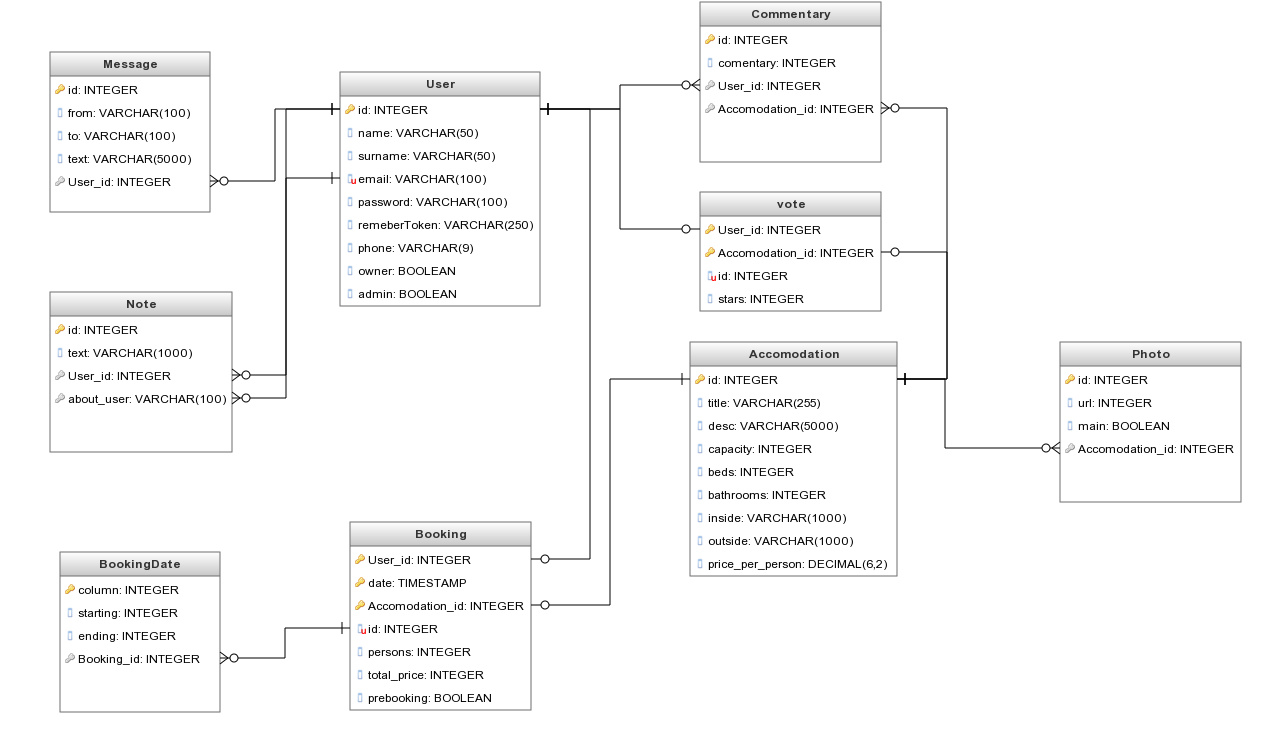 Commentary
id: INTEGER
comentary: INTEGER
User_id: INTEGER
Accomodation_id: INTEGER
Message
id: INTEGER
from: VARCHAR(100)
to: VARCHAR(100)
text: VARCHAR(5000)
User_id: INTEGER
User
id: INTEGER
name: VARCHAR(50)
surname: VARCHAR(50)
email: VARCHAR(100)
password: VARCHAR(100)
remeberToken: VARCHAR(250)
phone: VARCHAR(9)
owner: BOOLEAN
admin: BOOLEAN
vote
User_id: INTEGER
Accomodation_id: INTEGER
id: INTEGER
stars: INTEGER
Note
id: INTEGER
text: VARCHAR(1000)
User_id: INTEGER
about_user: VARCHAR(100)
Accomodation
id: INTEGER
title: VARCHAR(255)
desc: VARCHAR(5000)
capacity: INTEGER
beds: INTEGER
bathrooms: INTEGER
inside: VARCHAR(1000)
outside: VARCHAR(1000)
price_per_person: DECIMAL(6,2)
Photo
id: INTEGER
url: INTEGER
main: BOOLEAN
Accomodation_id: INTEGER
Booking
User_id: INTEGER
date: TIMESTAMP
Accomodation_id: INTEGER
id: INTEGER
persons: INTEGER
total_price: INTEGER
prebooking: BOOLEAN
BookingDate
column: INTEGER
starting: INTEGER
ending: INTEGER
Booking_id: INTEGER